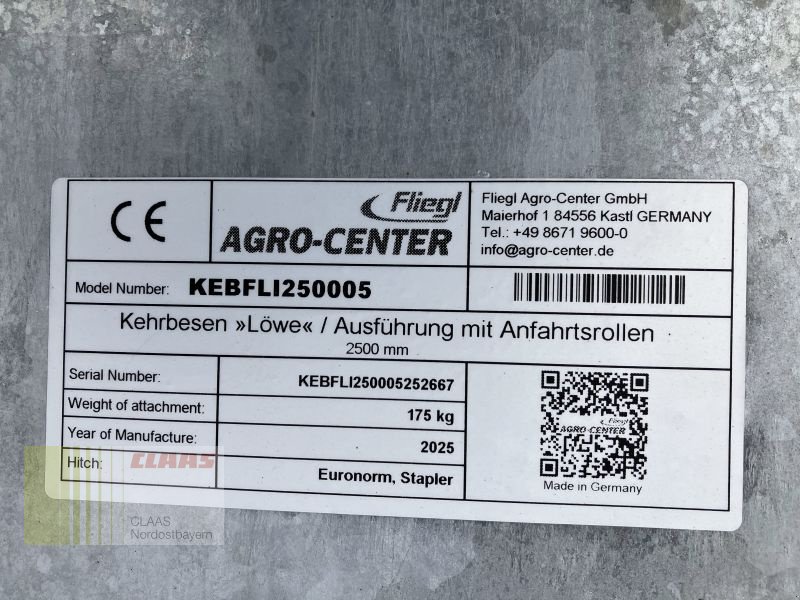 CE
Fliegl
AGRO-CENTER
Fliegl Agro-Center GmbH
Maierhof 1 84556 Kastl GERMANY
Tel.: +49 8671 9600-0
info@agro-center.de
Model Number: KEBFLI250005
Kehrbesen »Löwe« / Ausführung mit Anfahrtsrollen
2500 mm
Serial Number: KEBFLI250005252667
Weight of attachment: 175 kg
Year of Manufacture: 2025
Hitch: Euronorm, Stapler
Fliegl
AGRO-CENTER
Made in Germany
CLAAS
CLAAS
Nordostbayern